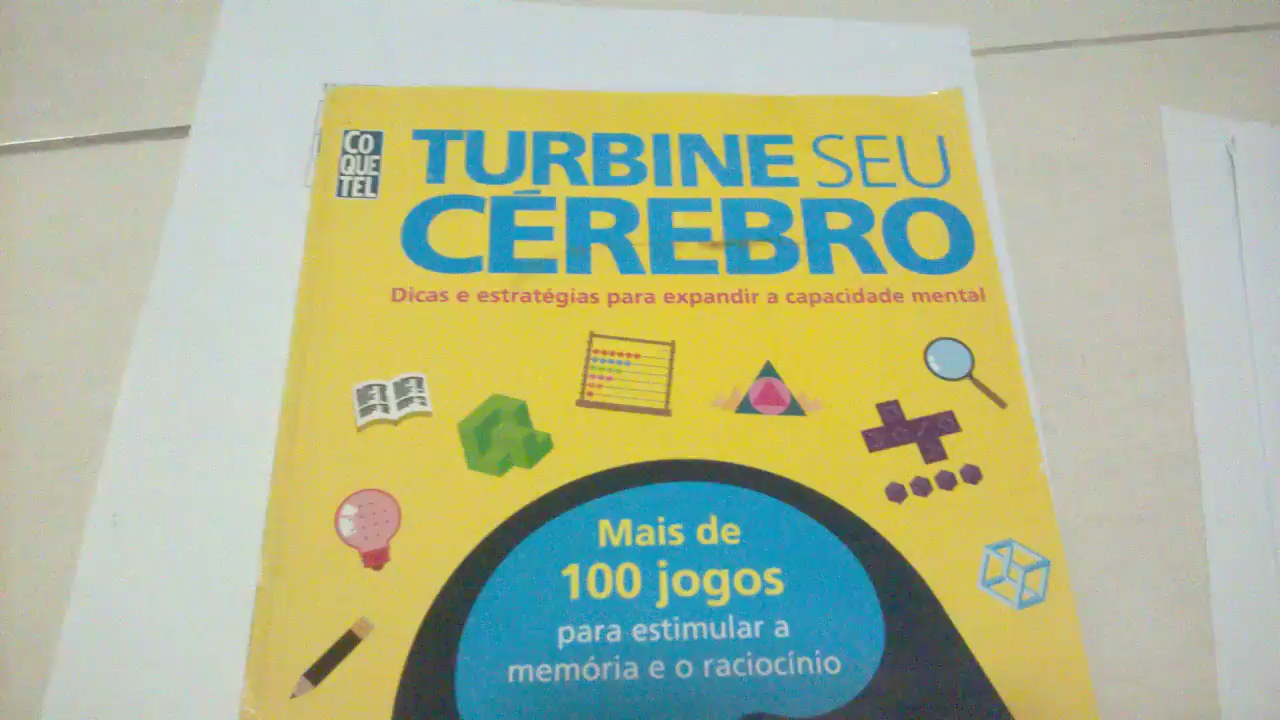 CO
QUE
TEL
TURBINE SEU
CÉREBRO
Dicas e estratégias para expandir a capacidade mental
Mais de
100 jogos
para estimular a
memória e o raciocínio